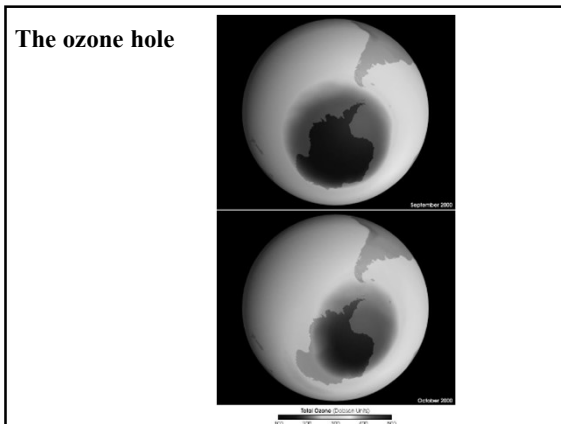 The ozone hole
September 2000
October 2000
Total Ozone (Dobson Units)